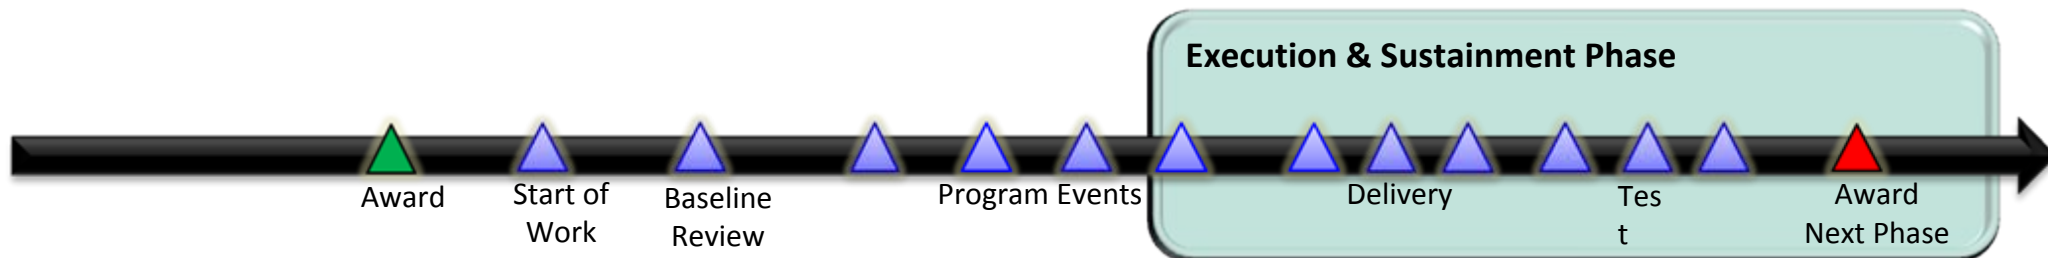 Execution & Sustainment Phase
Award
Start of
Work
Baseline
Review
Program Events
Delivery
Tes
t
Award
Next Phase